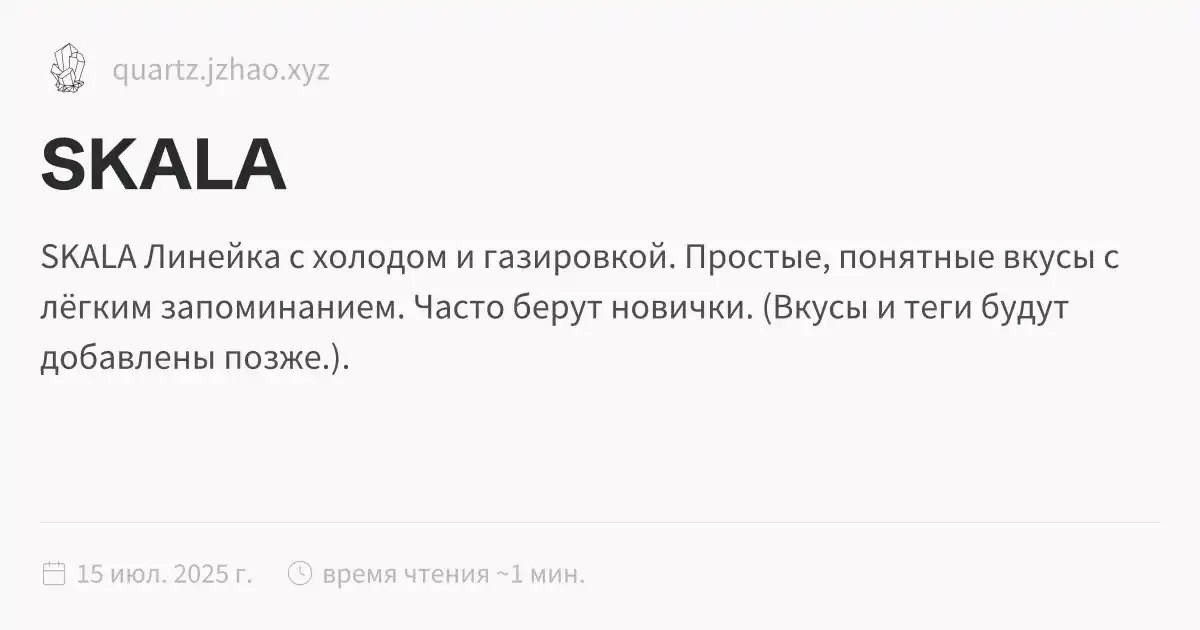 quartz.jzhao.xyz
SKALA
SKALA Линейка с холодом и газировкой. Простые, понятные вкусы с
лёгким запоминанием. Часто берут новички. (Вкусы и теги будут
добавлены позже.).
15 июл. 2025 г. время чтения ~1 мин.